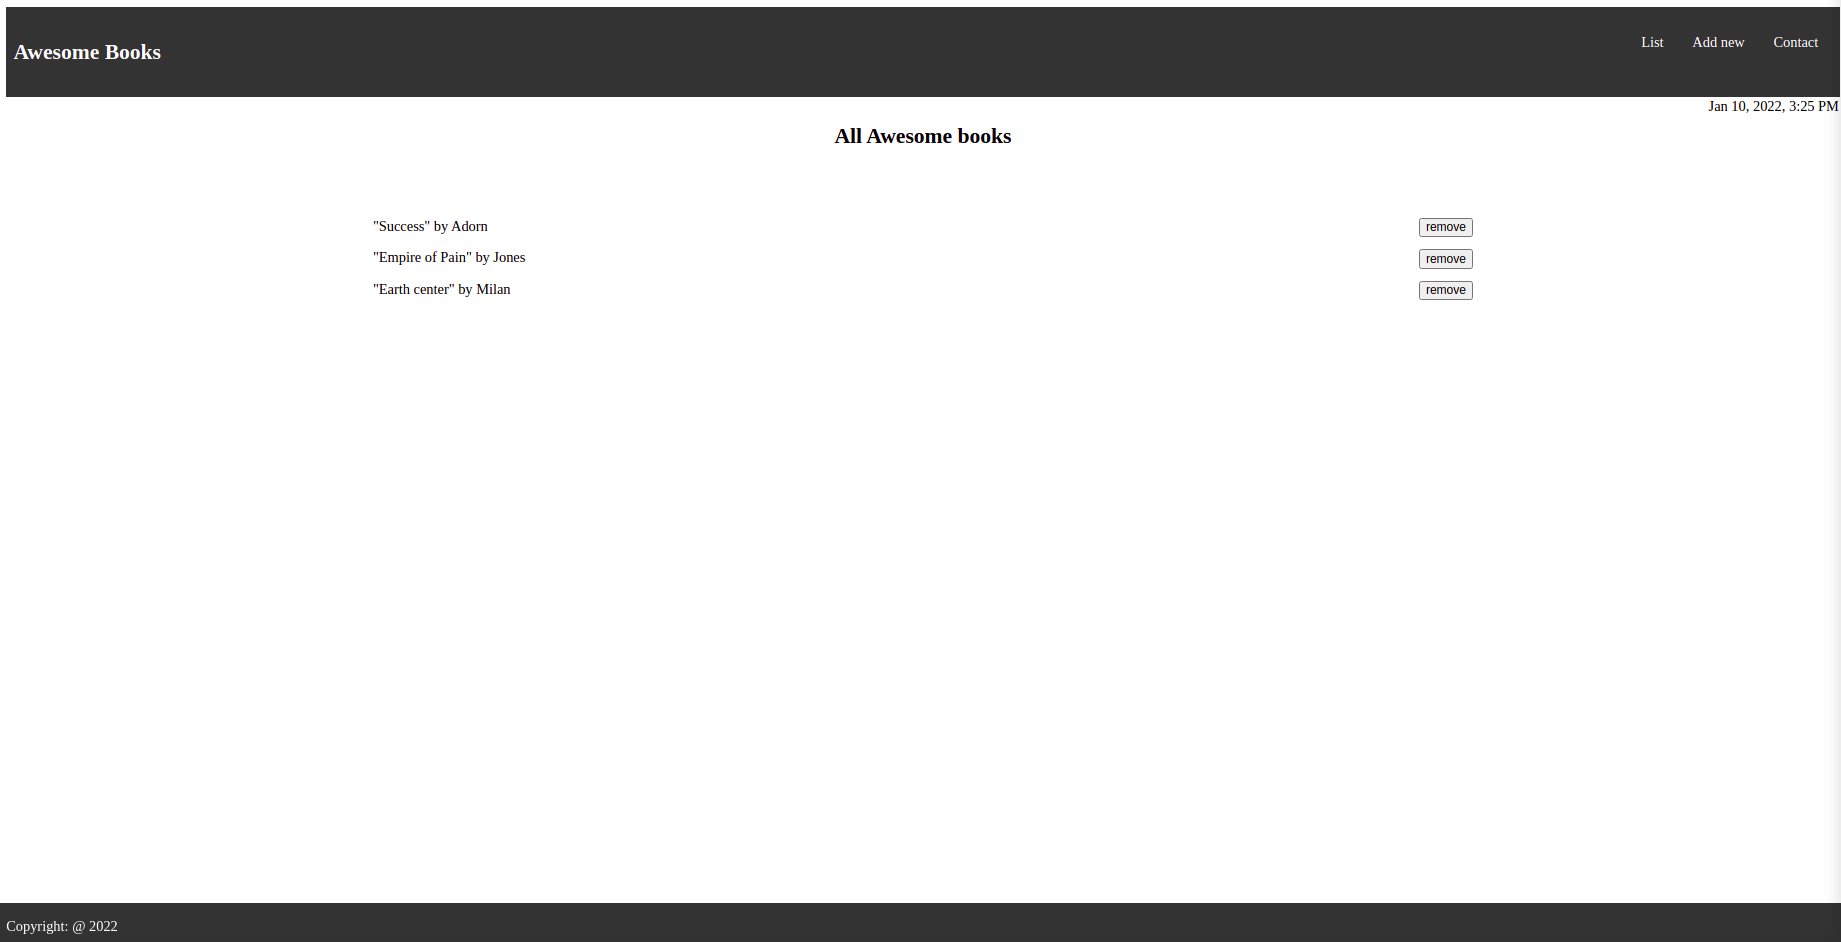 Awesome Books
List Add new Contact
Jan 10, 2022, 3:25 PM
All Awesome books
"Success" by Adorn remove
"Empire of Pain" by Jones remove
"Earth center" by Milan remove
Copyright: @ 2022